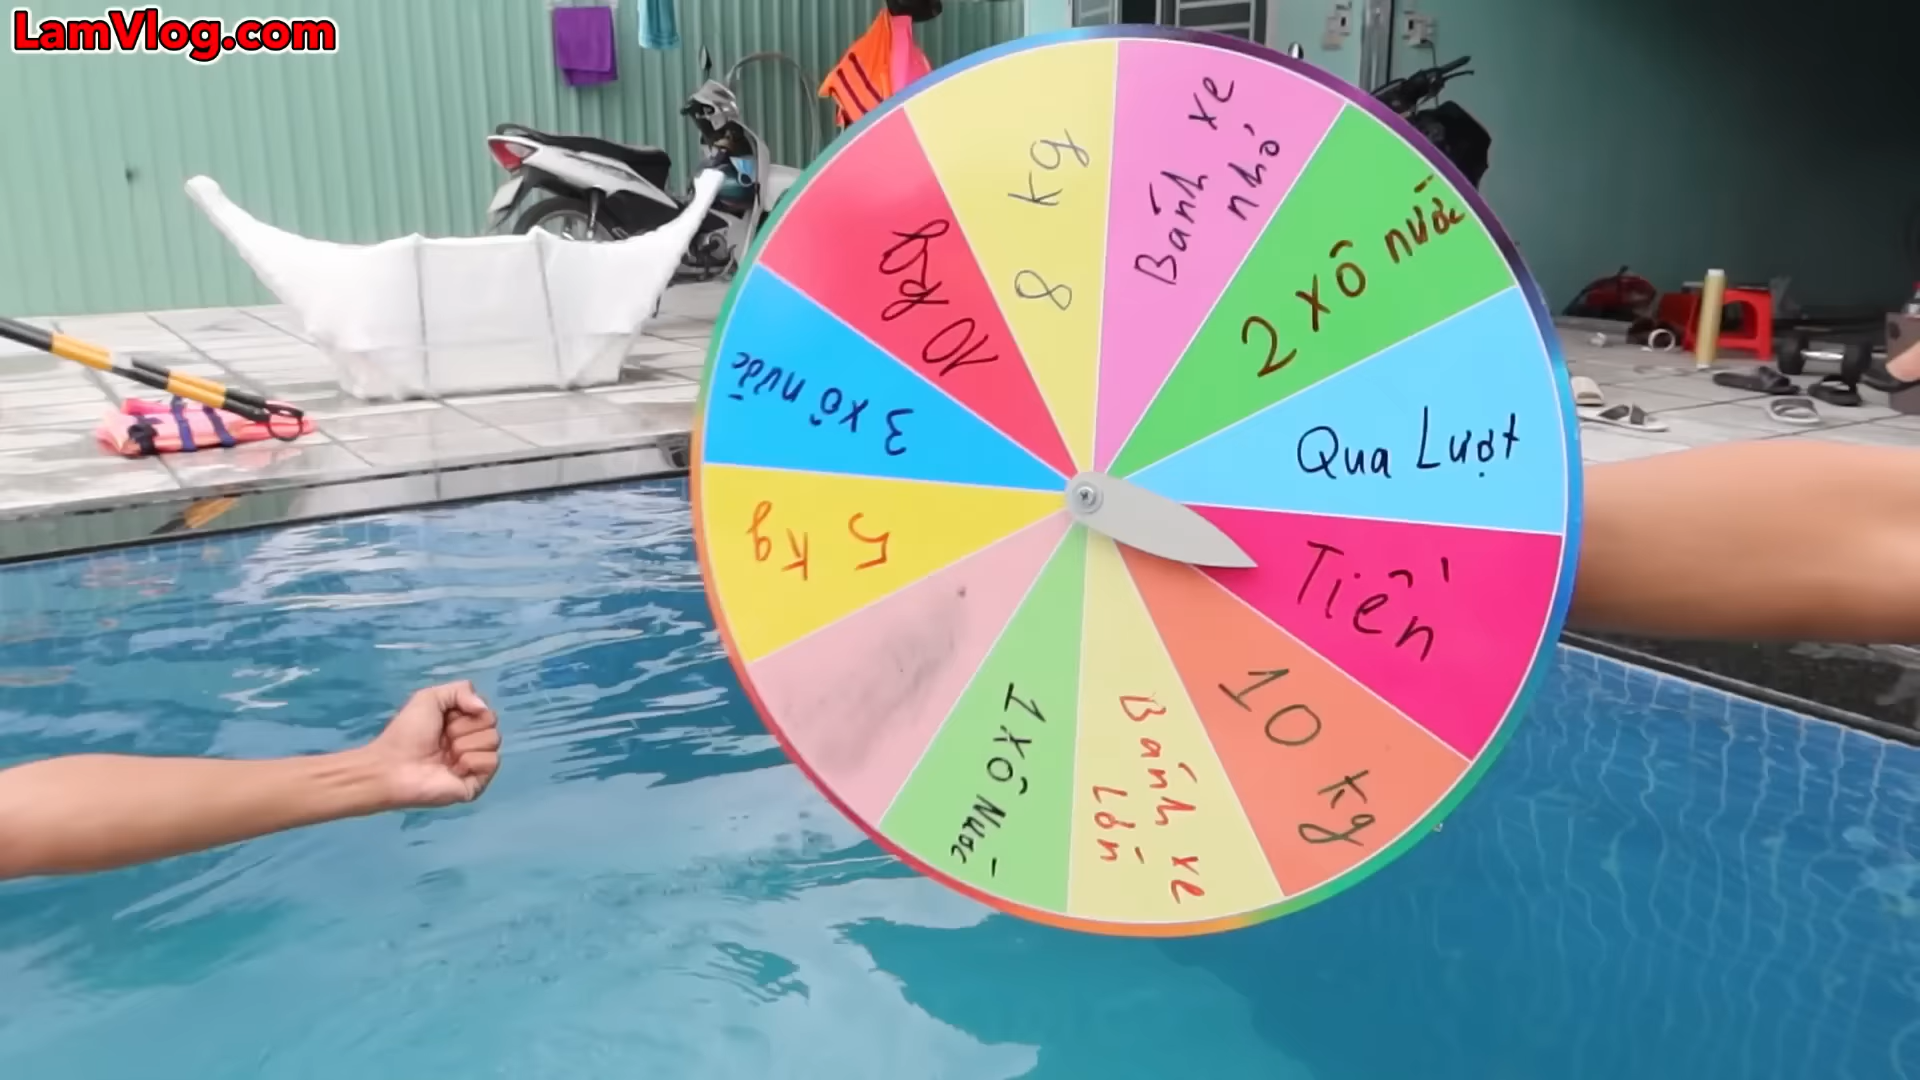 LamVlog.com
8 kg
Bánh xe
nhỏ
2 xô nước
Qua Lượt
Tiền
10 kg
Bánh xe
Lớn
1 xô Nước
5 kg
3 xô nước
10 kg